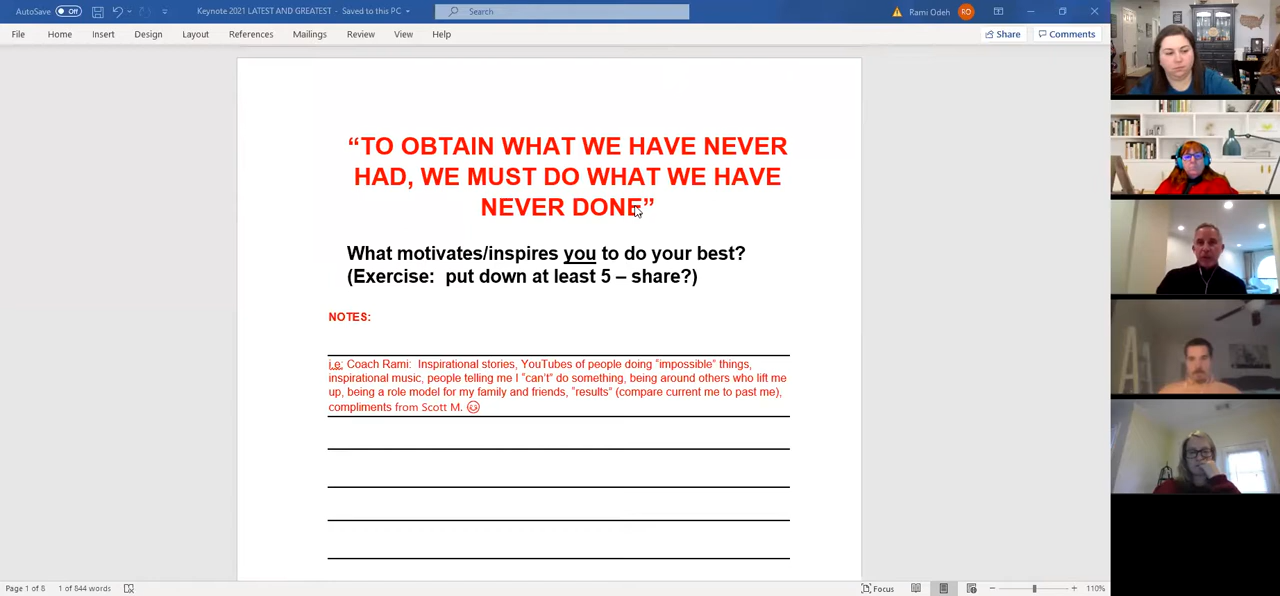 AutoSave Off Keynote 2021 LATEST AND GREATEST - Saved to this PC Search Rami Odeh RO
File Home Insert Design Layout References Mailings Review View Help Share Comments
“TO OBTAIN WHAT WE HAVE NEVER
HAD, WE MUST DO WHAT WE HAVE
NEVER DONE”
What motivates/inspires you to do your best?
(Exercise: put down at least 5 – share?)
NOTES:
i.e; Coach Rami: Inspirational stories, YouTubes of people doing “impossible” things,
inspirational music, people telling me I “can’t” do something, being around others who lift me
up, being a role model for my family and friends, “results” (compare current me to past me),
compliments from Scott M. ☺
Page 1 of 8 1 of 844 words Focus 110%